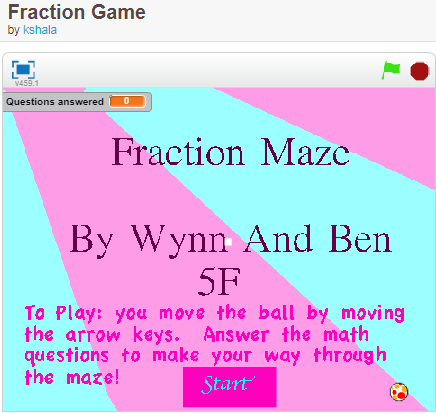 Fraction Game
by kshala
v459.1
Questions answered 0
Fraction Maze
By Wynn And Ben
5F
To Play: you move the ball by moving
the arrow keys. Answer the math
questions to make your way through
the maze!
Start